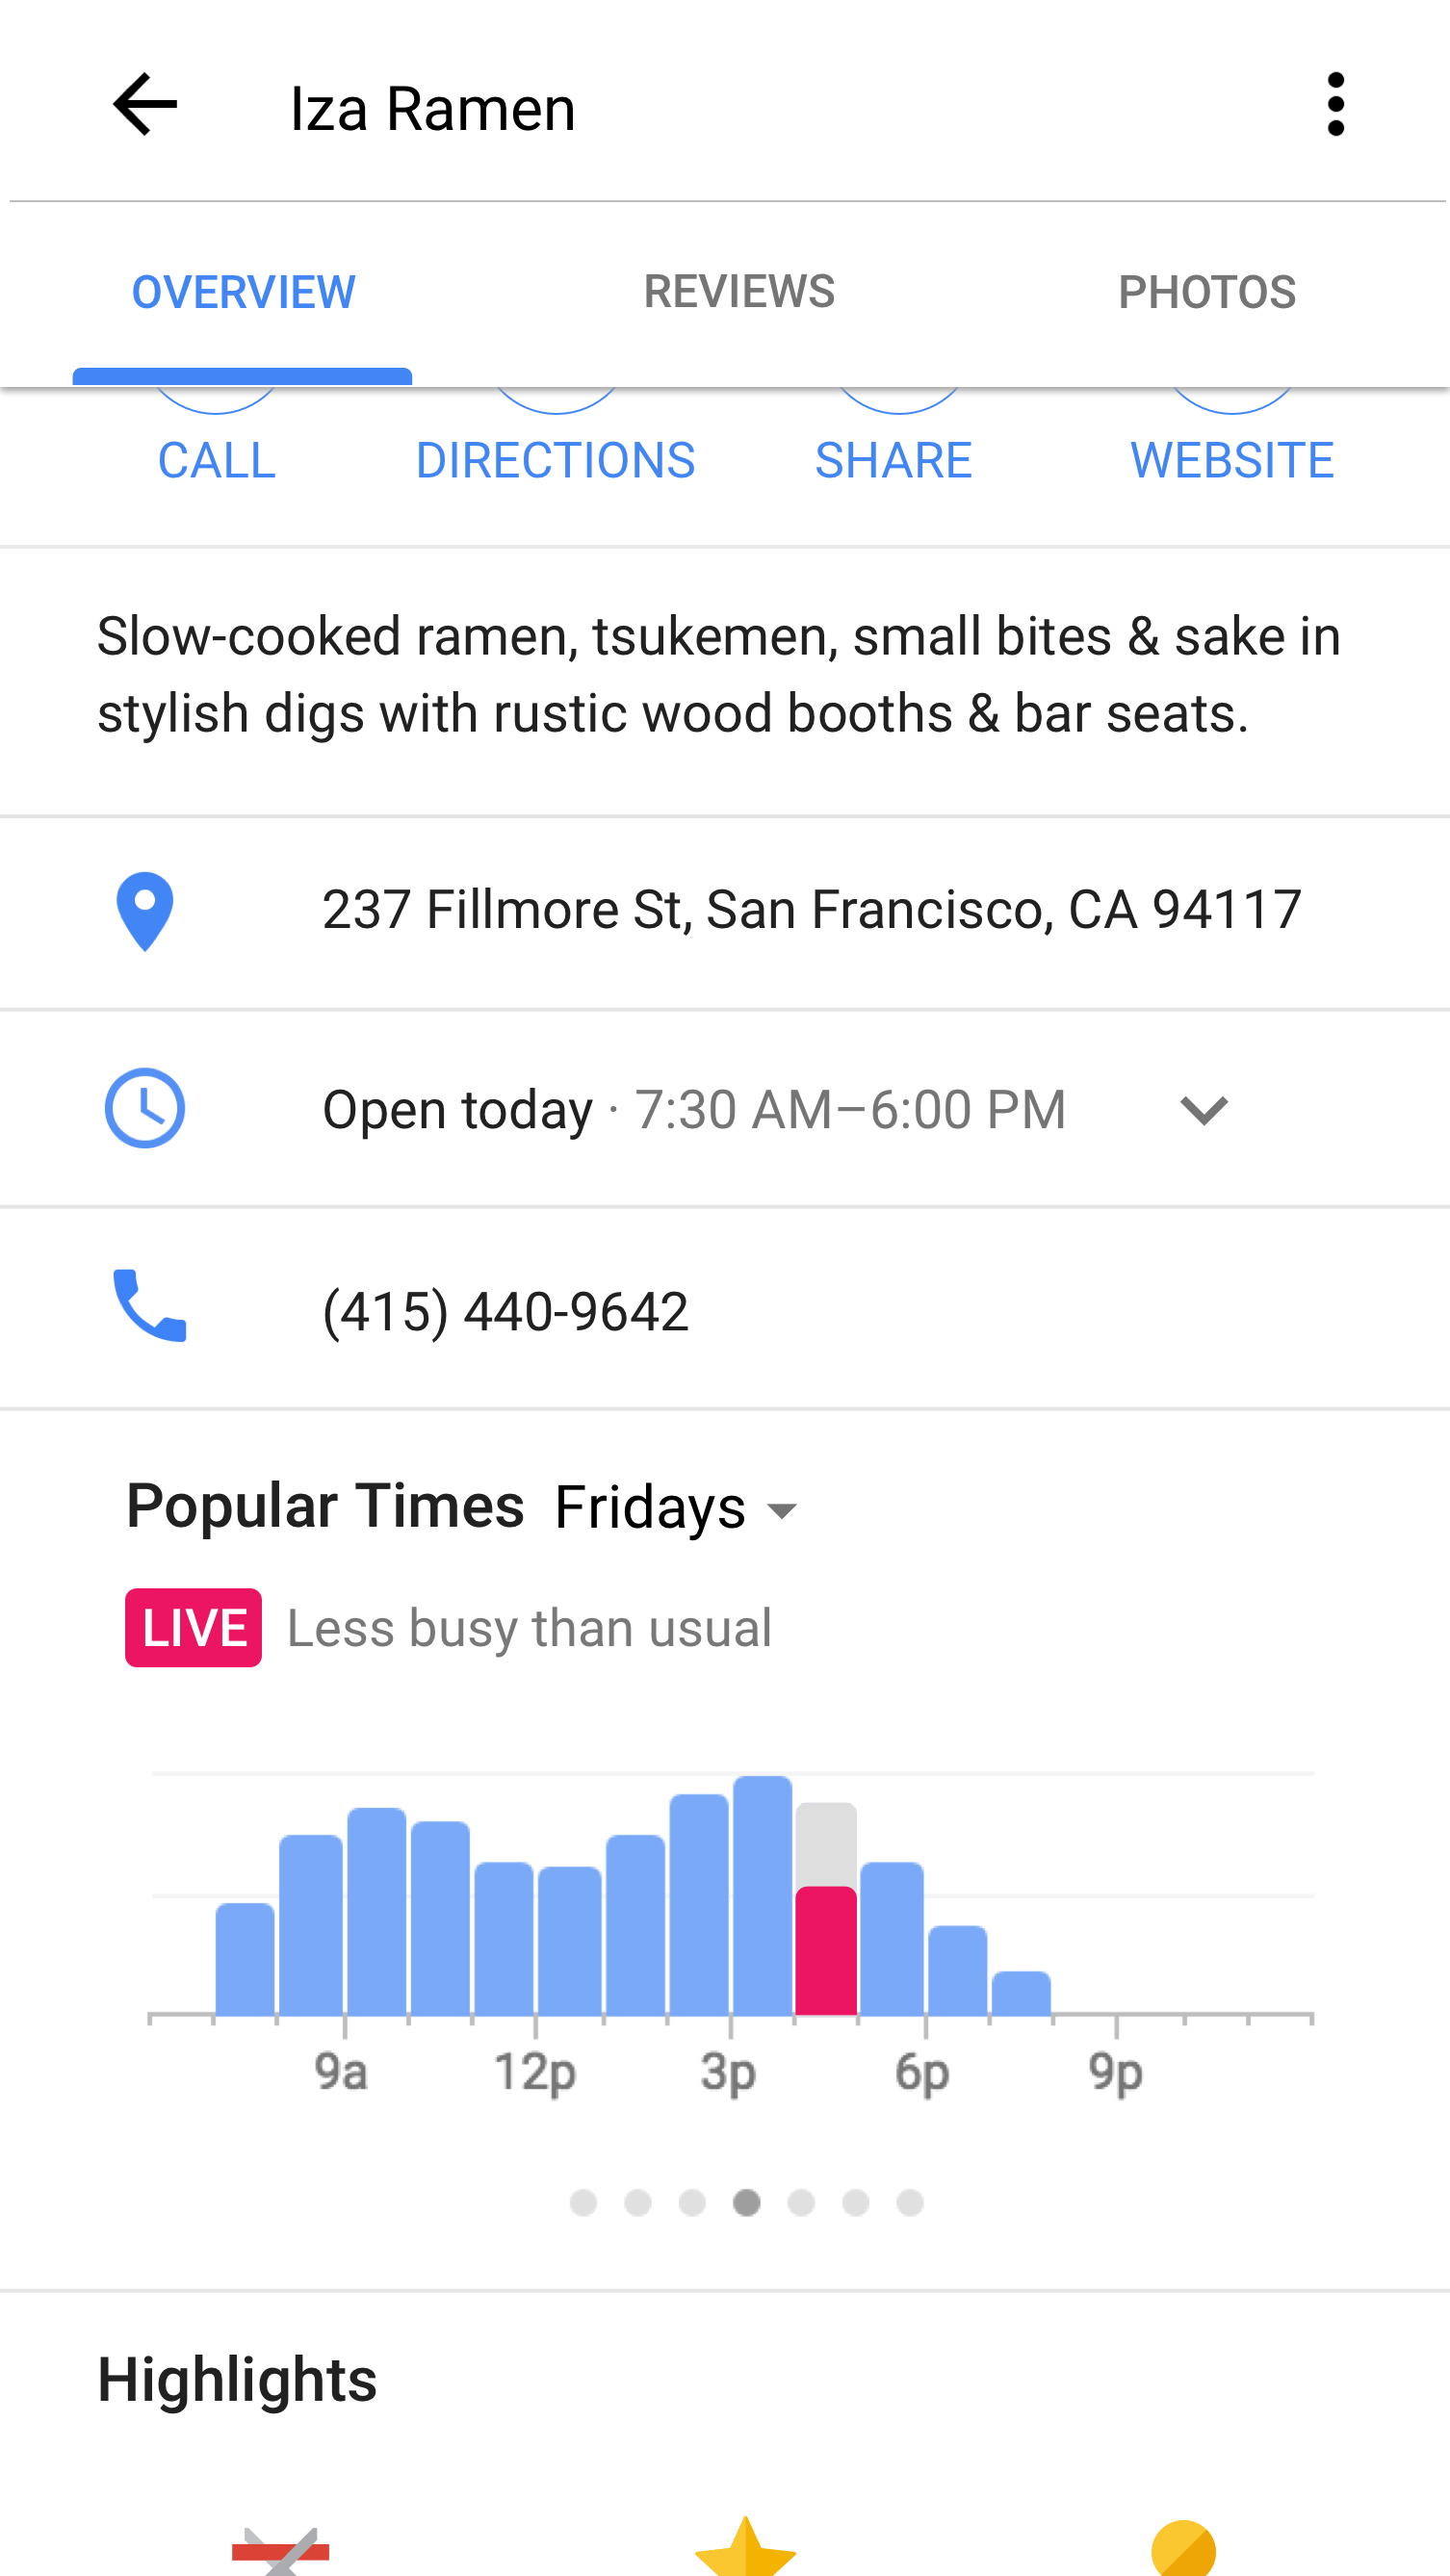 Iza Ramen
OVERVIEW REVIEWS PHOTOS
CALL DIRECTIONS SHARE WEBSITE
Slow-cooked ramen, tsukemen, small bites & sake in
stylish digs with rustic wood booths & bar seats.
237 Fillmore St, San Francisco, CA 94117
Open today · 7:30 AM–6:00 PM
(415) 440-9642
Popular Times Fridays
LIVE Less busy than usual
9a 12p 3p 6p 9p
Highlights